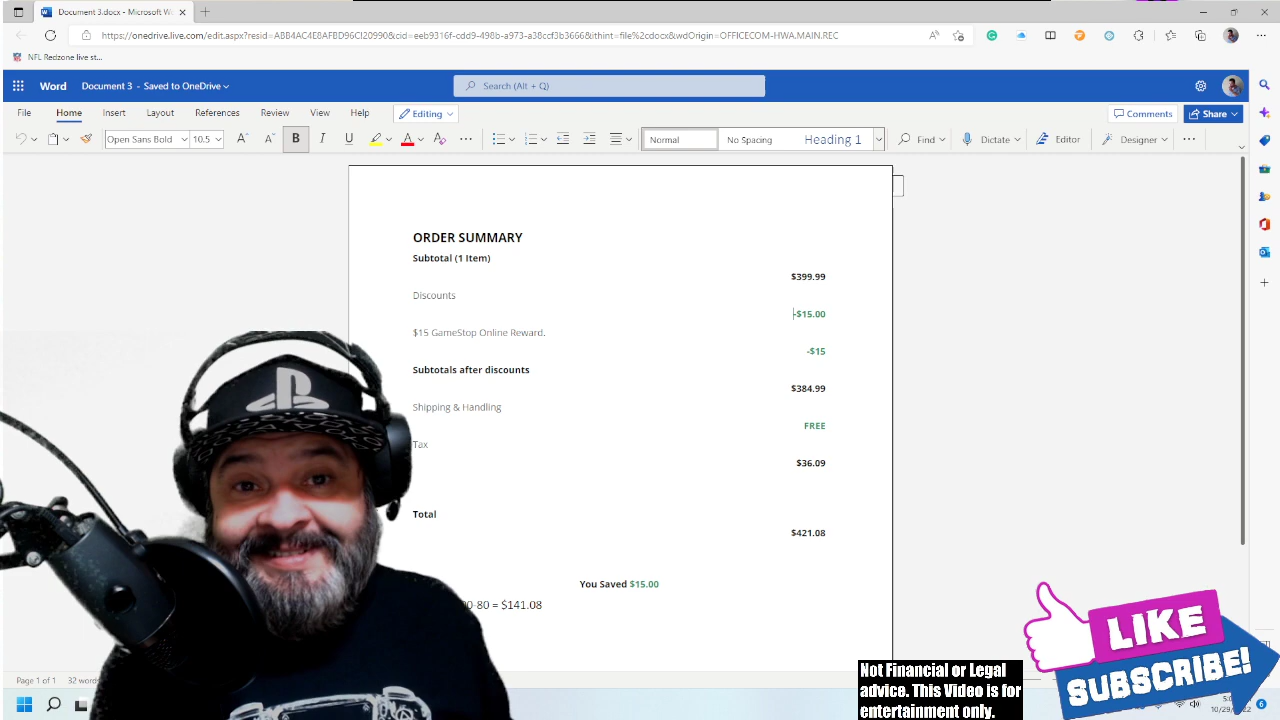 Document 3.docx - Microsoft W
https://onedrive.live.com/edit.aspx?resid=ABB4AC4E8AFBD96C!20990&cid=eeb9316f-cdd9-498b-a973-a38ccf3b3666&ithint=file%2cdocx&wdOrigin=OFFICECOM-HWA.MAIN.REC
NFL Redzone live st...
Word Document 3 - Saved to OneDrive
Search (Alt + Q)
File Home Insert Layout References Review View Help Editing Comments Share
Open Sans Bold 10.5 B I U Normal No Spacing Heading 1 Find Dictate Editor Designer
ORDER SUMMARY
Subtotal (1 Item)
$399.99
Discounts
-$15.00
$15 GameStop Online Reward.
-$15
Subtotals after discounts
$384.99
Shipping & Handling
FREE
Tax
$36.09
Total
$421.08
You Saved $15.00
0-80 = $141.08
LIKE
SUBSCRIBE!
Not Financial or Legal
advice. This Video is for
entertainment only.
Page 1 of 1 32 words